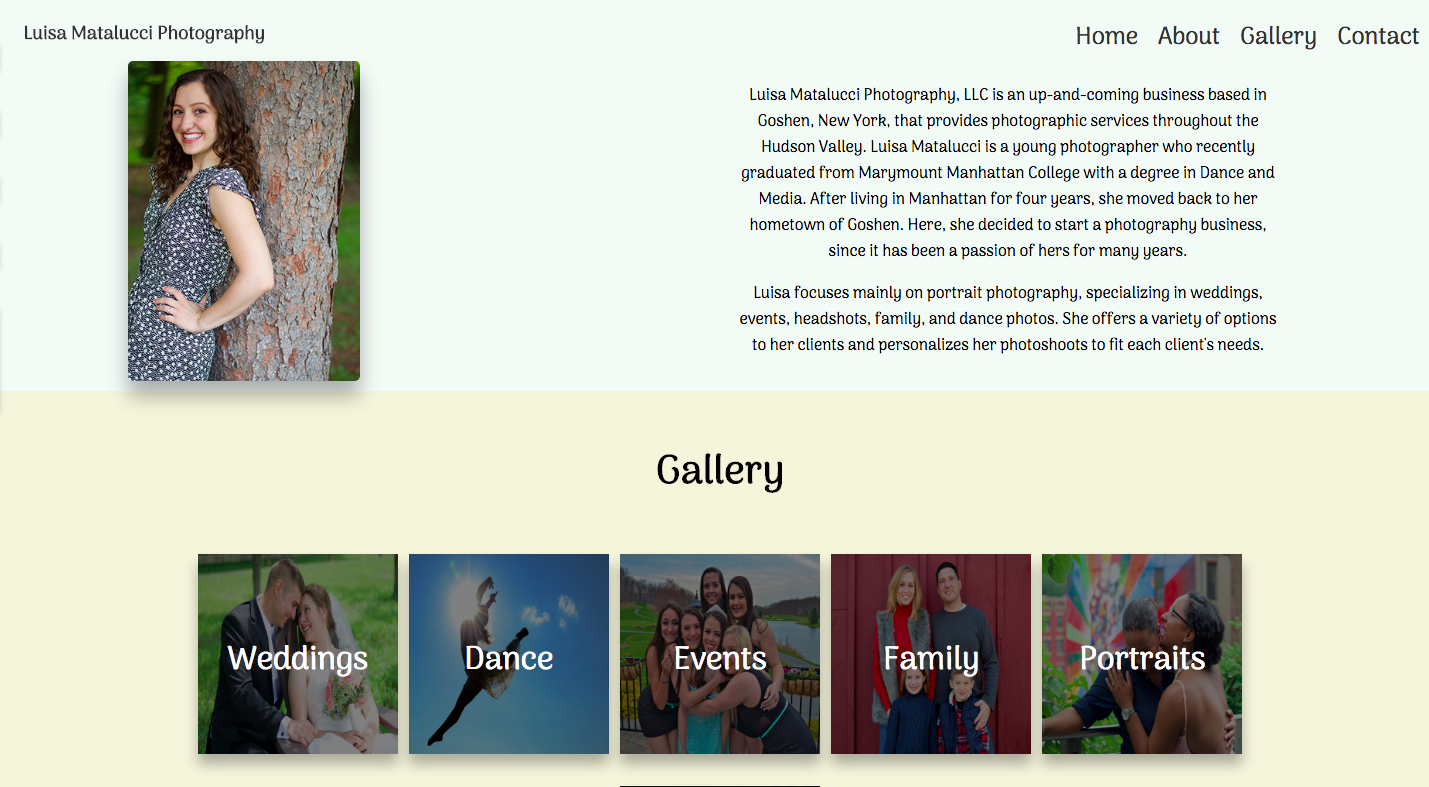 Luisa Matalucci Photography
Home About Gallery Contact
Luisa Matalucci Photography, LLC is an up-and-coming business based in
Goshen, New York, that provides photographic services throughout the
Hudson Valley. Luisa Matalucci is a young photographer who recently
graduated from Marymount Manhattan College with a degree in Dance and
Media. After living in Manhattan for four years, she moved back to her
hometown of Goshen. Here, she decided to start a photography business,
since it has been a passion of hers for many years.
Luisa focuses mainly on portrait photography, specializing in weddings,
events, headshots, family, and dance photos. She offers a variety of options
to her clients and personalizes her photoshoots to fit each client's needs.
Gallery
Weddings
Dance
Events
Family
Portraits